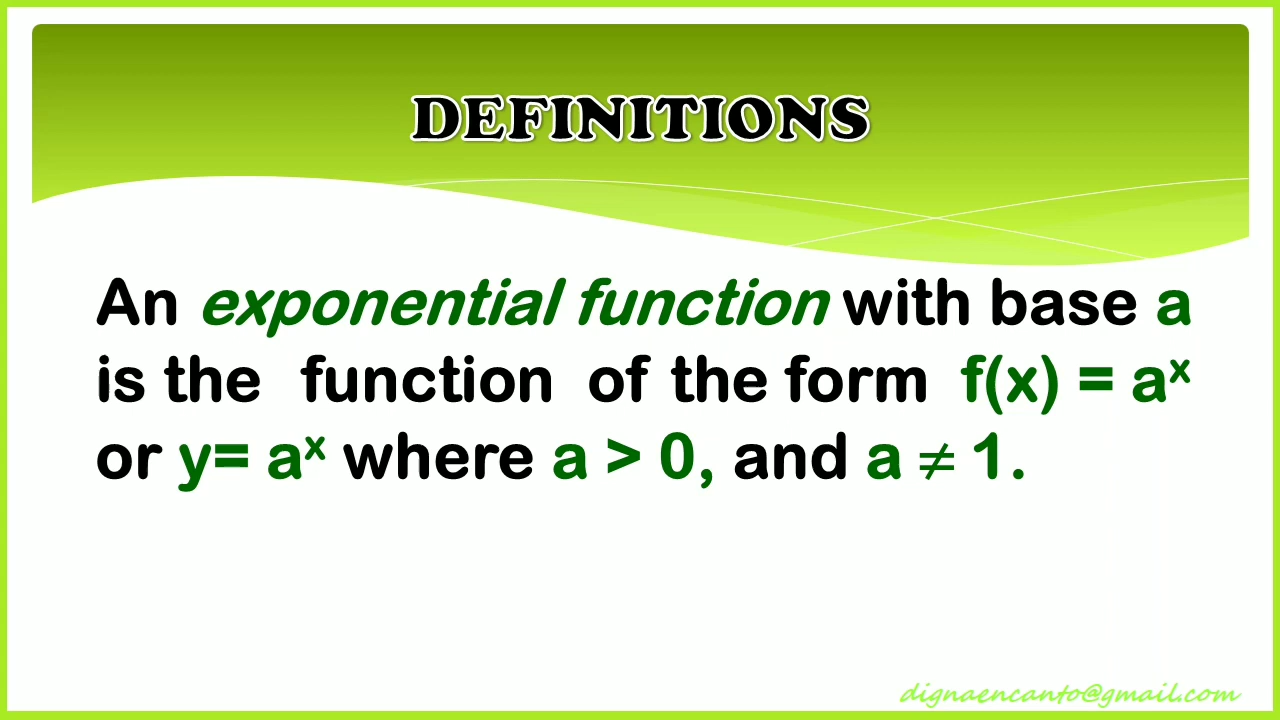 DEFINITIONS
An exponential function with base a
is the function of the form f(x) = aˣ
or y= aˣ where a > 0, and a ≠ 1.
dignaencanto@gmail.com